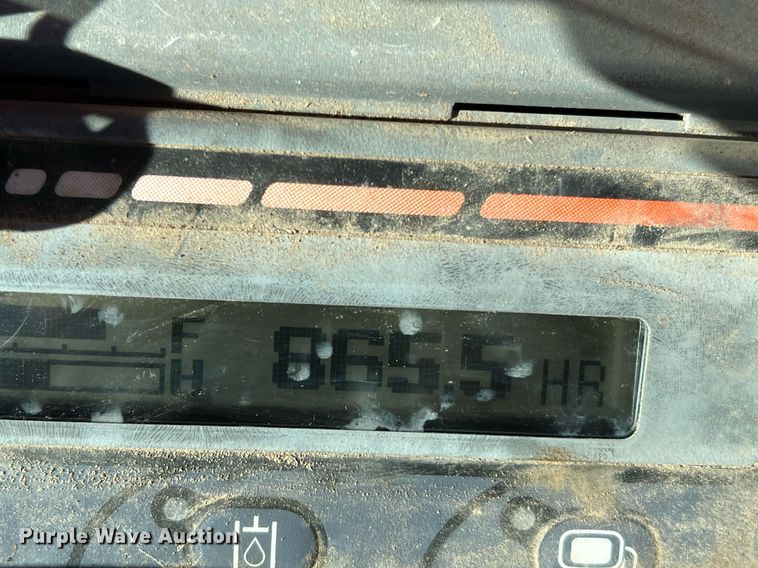 F
865.5 HR
H
Purple Wave Auction®